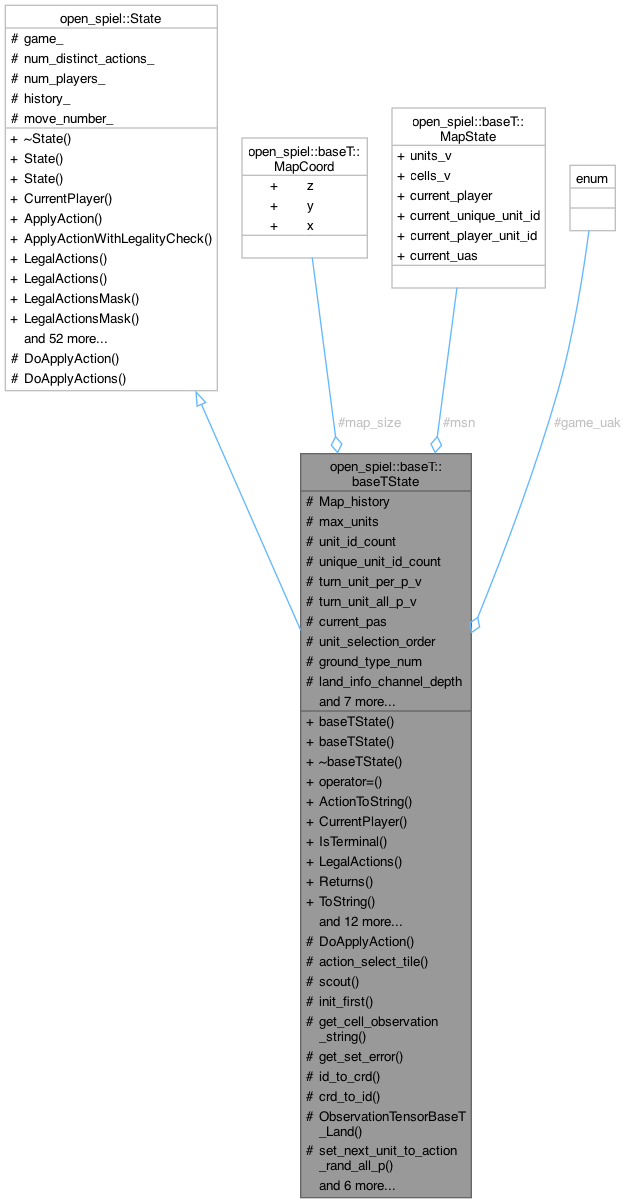 open_spiel::State
# game_
# num_distinct_actions_
# num_players_
# history_
# move_number_
+ ~State()
+ State()
+ State()
+ CurrentPlayer()
+ ApplyAction()
+ ApplyActionWithLegalityCheck()
+ LegalActions()
+ LegalActions()
+ LegalActionsMask()
+ LegalActionsMask()
and 52 more...
# DoApplyAction()
# DoApplyActions()
open_spiel::baseT::
MapCoord
+ z
+ y
+ x
open_spiel::baseT::
MapState
+ units_v
+ cells_v
+ current_player
+ current_unique_unit_id
+ current_player_unit_id
+ current_uas
enum
#map_size
#msn
#game_uak
open_spiel::baseT::
baseTState
# Map_history
# max_units
# unit_id_count
# unique_unit_id_count
# turn_unit_per_p_v
# turn_unit_all_p_v
# current_pas
# unit_selection_order
# ground_type_num
# land_info_channel_depth
and 7 more...
+ baseTState()
+ baseTState()
+ ~baseTState()
+ operator=()
+ ActionToString()
+ CurrentPlayer()
+ IsTerminal()
+ LegalActions()
+ Returns()
+ ToString()
and 12 more...
# DoApplyAction()
# action_select_tile()
# scout()
# init_first()
# get_cell_observation
_string()
# get_set_error()
# id_to_crd()
# crd_to_id()
# ObservationTensorBaseT
_Land()
# set_next_unit_to_action
_rand_all_p()
and 6 more...